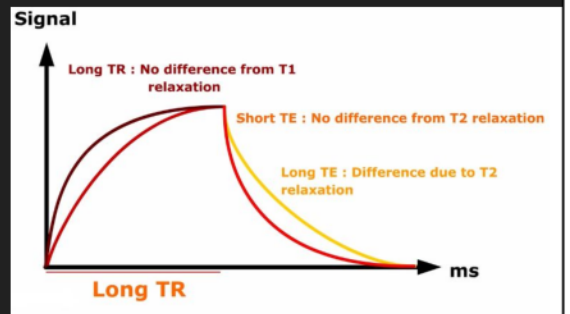 Signal
Long TR : No difference from T1
relaxation
Short TE : No difference from T2 relaxation
Long TE : Difference due to T2
relaxation
ms
Long TR